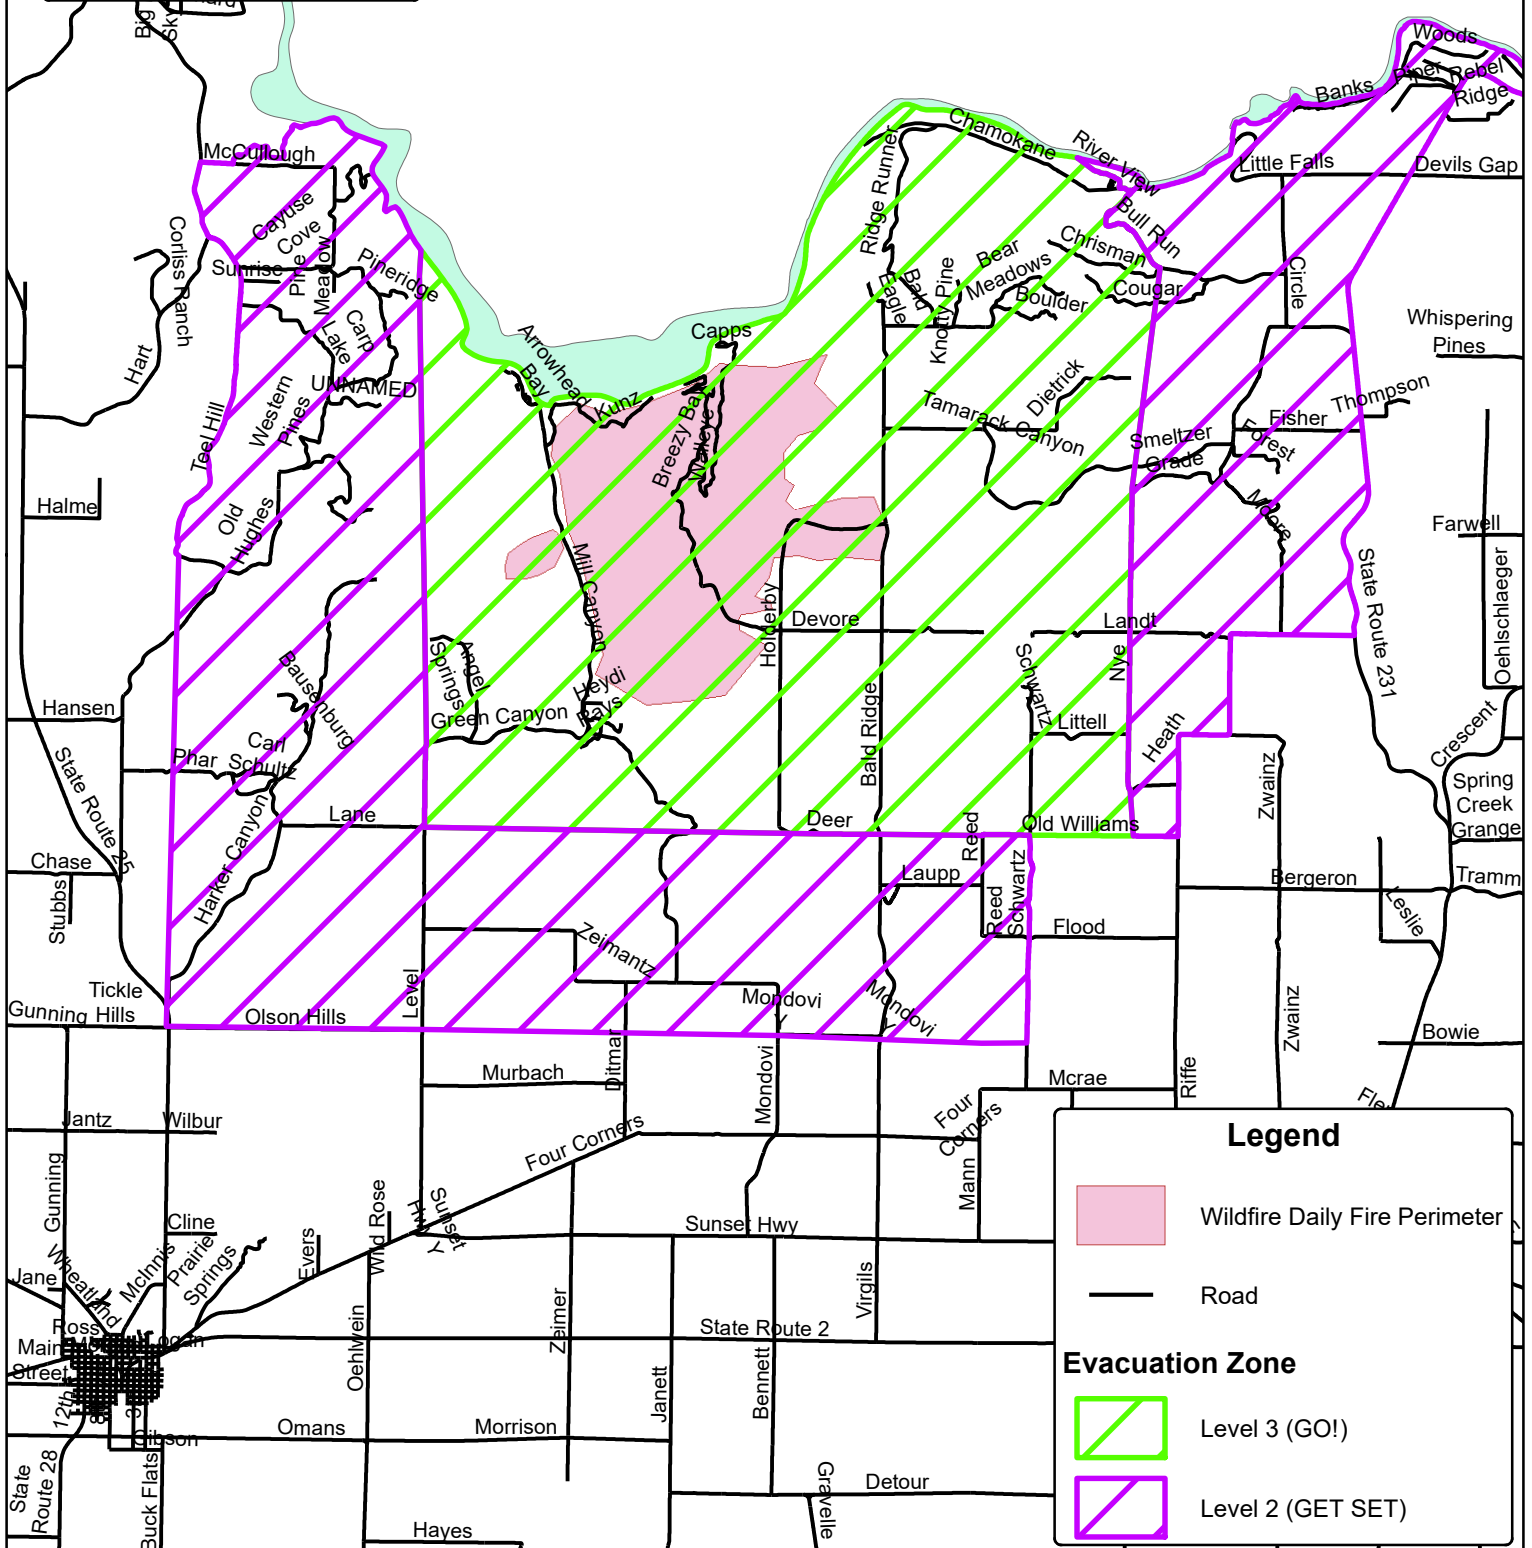 Big
Sky
Woods
Piper
Rebel
Ridge
Banks
McCullough
Chamokane
River View
Little Falls
Devils Gap
Ridge Runner
Cayuse
Cove
Bull Run
Corliss Ranch
Sunrise
Pine
Meadow
Pineridge
Bear
Meadows
Chrisman
Cougar
Circle
Bald
Eagle
Knotty Pine
Boulder
Whispering
Pines
Hart
Lake
Carp
Arrowhead
Bay
Capps
UNNAMED
Western
Pines
Kunz
Breezy Bay
Walleye
Dietrick
Tamarack Canyon
Thompson
Fisher
Forest
Smeltzer
Grade
Teel Hill
Halme
Old
Hughes
Moore
Farwell
Oehlschlaeger
State Route 231
Mill Canyon
Holderby
Devore
Landt
Nye
Schwartz
Angel
Springs
Heydi
Rays
Green Canyon
Bald Ridge
Littell
Heath
Hansen
Bausenburg
Carl
Schultz
Phar
State Route 25
Harker Canyon
Lane
Deer
Old Williams
Zwainz
Crescent
Spring
Creek
Grange
Chase
Stubbs
Reed
Laupp
Reed
Schwartz
Bergeron
Tramm
Leslie
Flood
Zeimantz
Tickle
Gunning Hills
Olson Hills
Level
Mondovi
Y
Mondovi
Y
Zwainz
Bowie
Murbach
Ditmar
Mondovi
Mcrae
Riffe
Jantz
Wilbur
Four Corners
Four
Corners
Mann
Gunning
Cline
Wild Rose
Sunset
Hwy Y
Sunset Hwy
Evers
McInnis
Prairie
Springs
Wheatland
Jane
Ross
Main
Street
12th
Oehlwein
Zeimer
State Route 2
Virgils
Janett
Bennett
Omans
Morrison
Gibson
State
Route 28
Buck Flats
Hayes
Detour
Gravelle
Legend
Wildfire Daily Fire Perimeter
Road
Evacuation Zone
Level 3 (GO!)
Level 2 (GET SET)